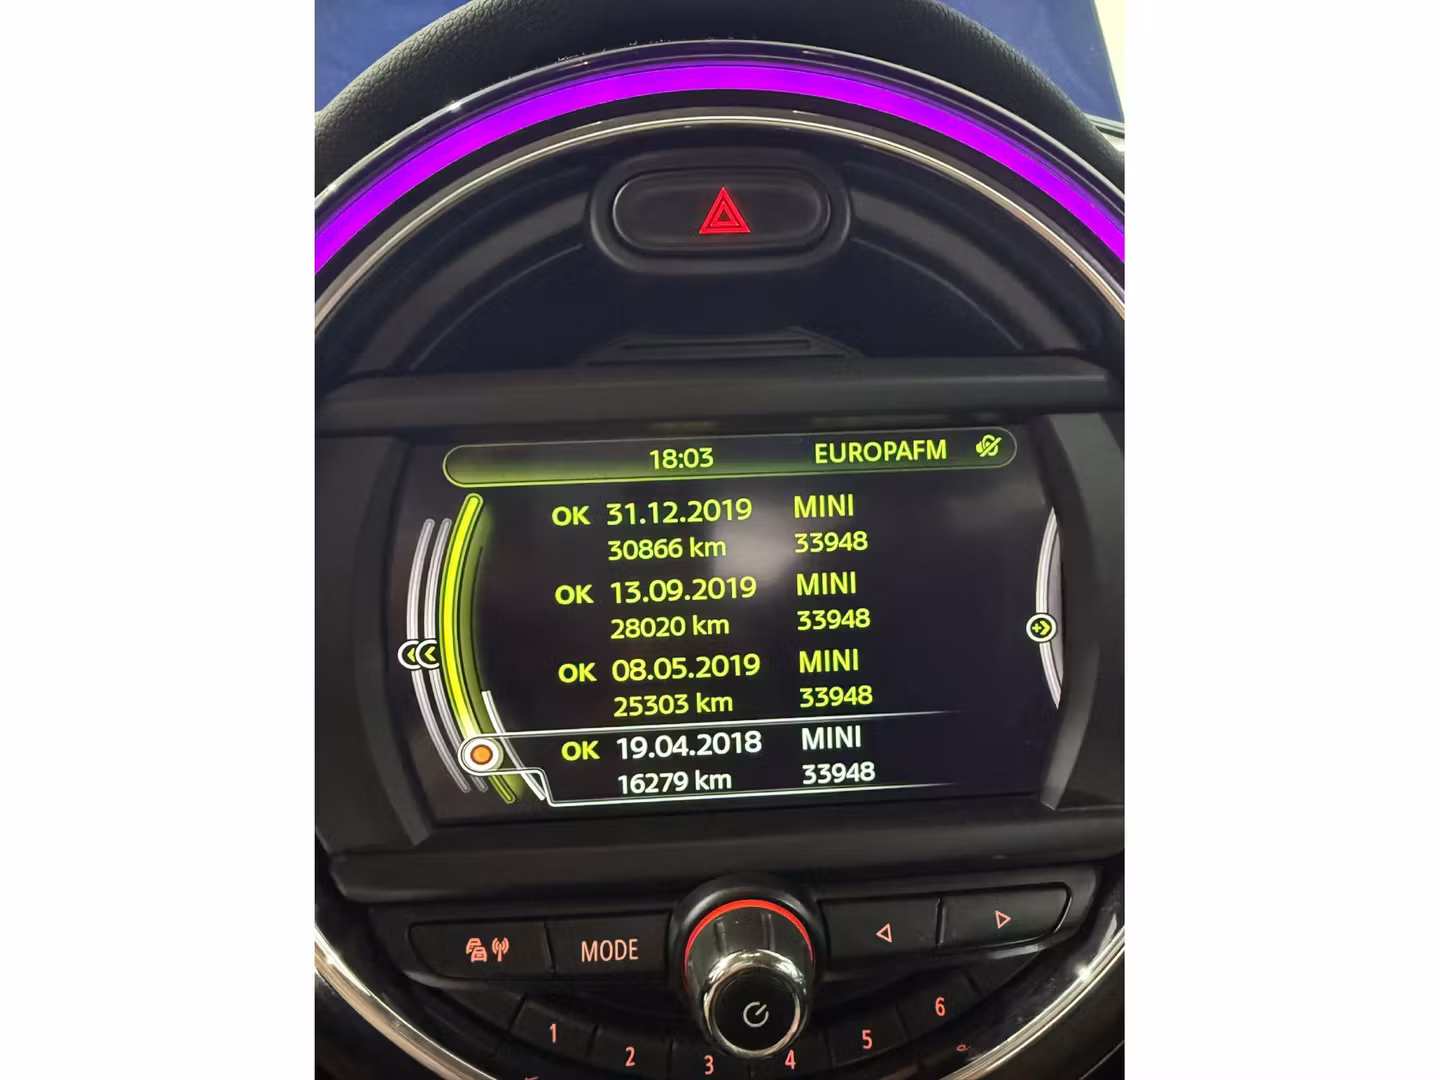 18:03 EUROPAFM
OK 31.12.2019 MINI
30866 km 33948
OK 13.09.2019 MINI
28020 km 33948
OK 08.05.2019 MINI
25303 km 33948
OK 19.04.2018 MINI
16279 km 33948
MODE
1 2 3 4 5 6